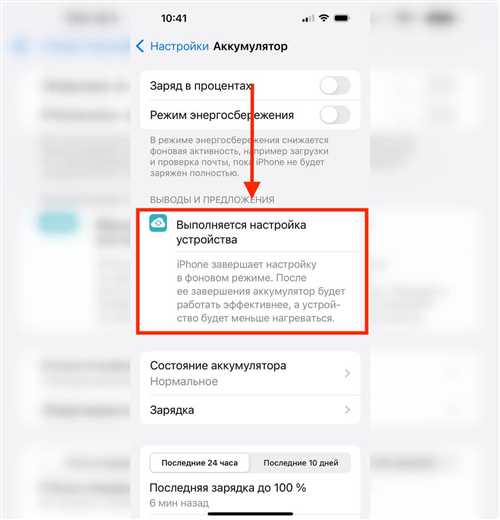 10:41
Настройки Аккумулятор
Заряд в процентах
Режим энергосбережения
В режиме энергосбережения снижается
фоновая активность, например загрузки
и проверка почты, пока iPhone не будет
заряжен полностью.
ВЫВОДЫ И ПРЕДЛОЖЕНИЯ
Выполняется настройка
устройства
iPhone завершает настройку
в фоновом режиме. После
ее завершения аккумулятор будет
работать эффективнее, а устрой-
ство будет меньше нагреваться.
Состояние аккумулятора
Нормальное
Зарядка
Последние 24 часа Последние 10 дней
Последняя зарядка до 100 %
6 мин назад